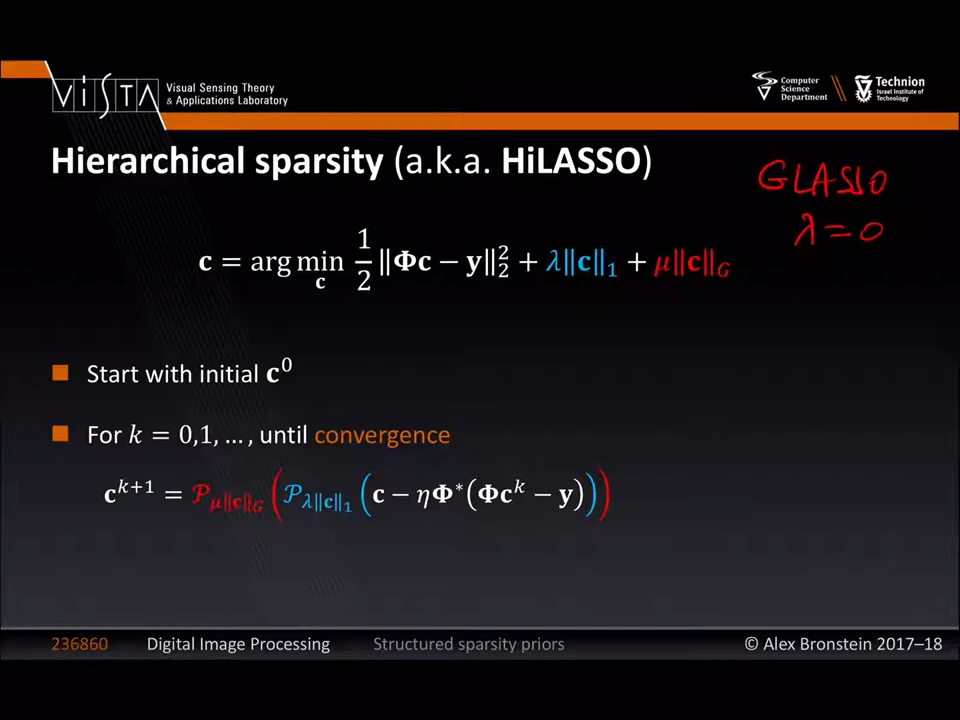 ViSTA Visual Sensing Theory & Applications Laboratory
Computer Science Department
Technion Israel Institute of Technology
Hierarchical sparsity (a.k.a. HiLASSO)
GLASSO
λ = 0
𝐜 = arg min_𝐜 1/2 ‖𝚽𝐜 − 𝐲‖₂² + λ‖𝐜‖₁ + μ‖𝐜‖_G
Start with initial 𝐜⁰
For k = 0,1, … , until convergence
𝐜^{k+1} = 𝒫_{μ‖𝐜‖_G} (𝒫_{λ‖𝐜‖₁} (𝐜 − η𝚽*(𝚽𝐜^k − 𝐲)))
236860 Digital Image Processing Structured sparsity priors © Alex Bronstein 2017–18